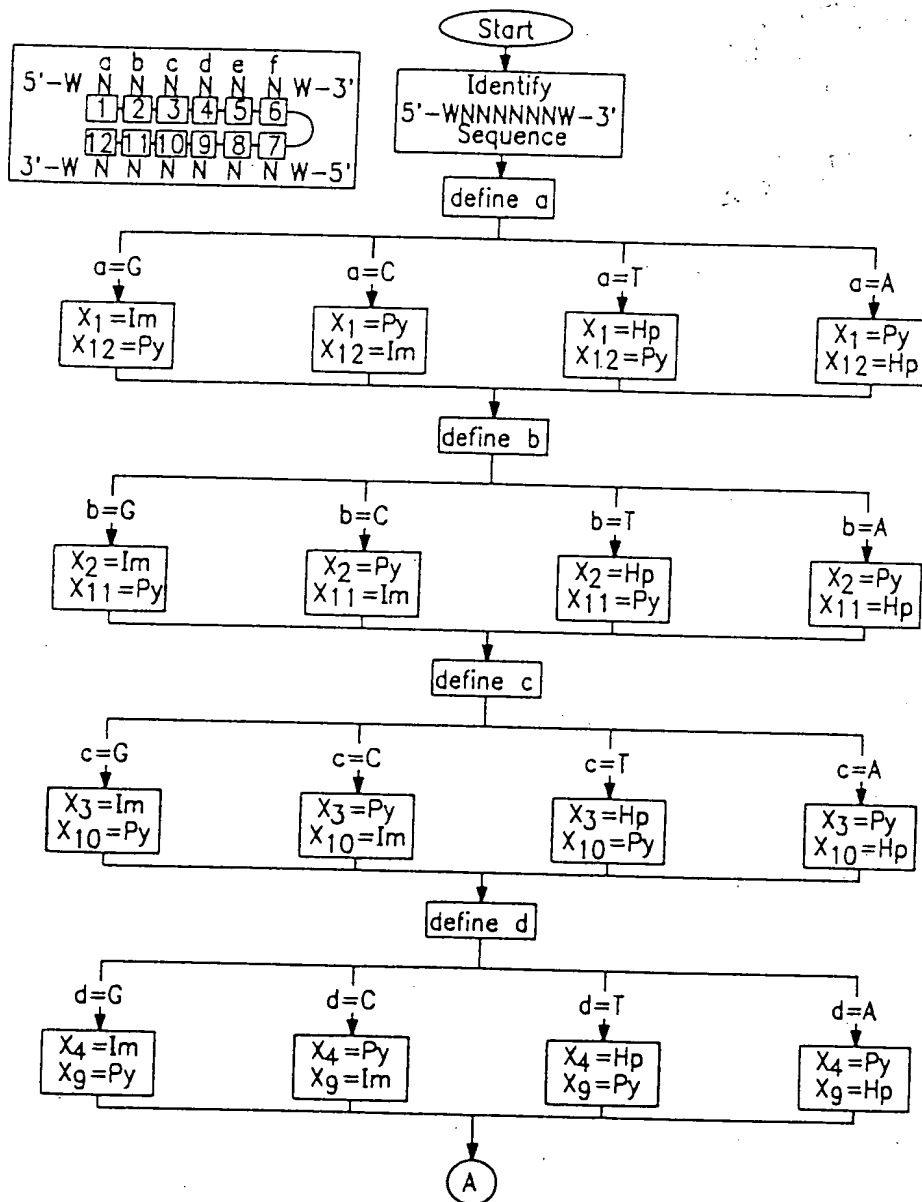 Start
a b c d e f
5'-W N N N N N N W-3'
1 2 3 4 5 6
12 11 10 9 8 7
3'-W N N N N N N W-5'
Identify
5'-WNNNNNNW-3'
Sequence
define a
a=G a=C a=T a=A
X1=Im X1=Py X1=Hp X1=Py
X12=Py X12=Im X12=Py X12=Hp
define b
b=G b=C b=T b=A
X2=Im X2=Py X2=Hp X2=Py
X11=Py X11=Im X11=Py X11=Hp
define c
c=G c=C c=T c=A
X3=Im X3=Py X3=Hp X3=Py
X10=Py X10=Im X10=Py X10=Hp
define d
d=G d=C d=T d=A
X4=Im X4=Py X4=Hp X4=Py
X9=Py X9=Im X9=Py X9=Hp
A